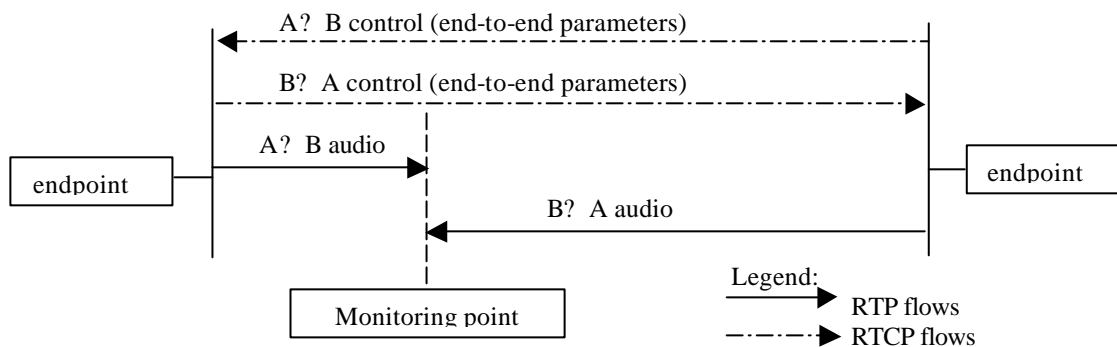 A? B control (end-to-end parameters)
B? A control (end-to-end parameters)
A? B audio
endpoint
endpoint
B? A audio
Monitoring point
Legend:
RTP flows
RTCP flows